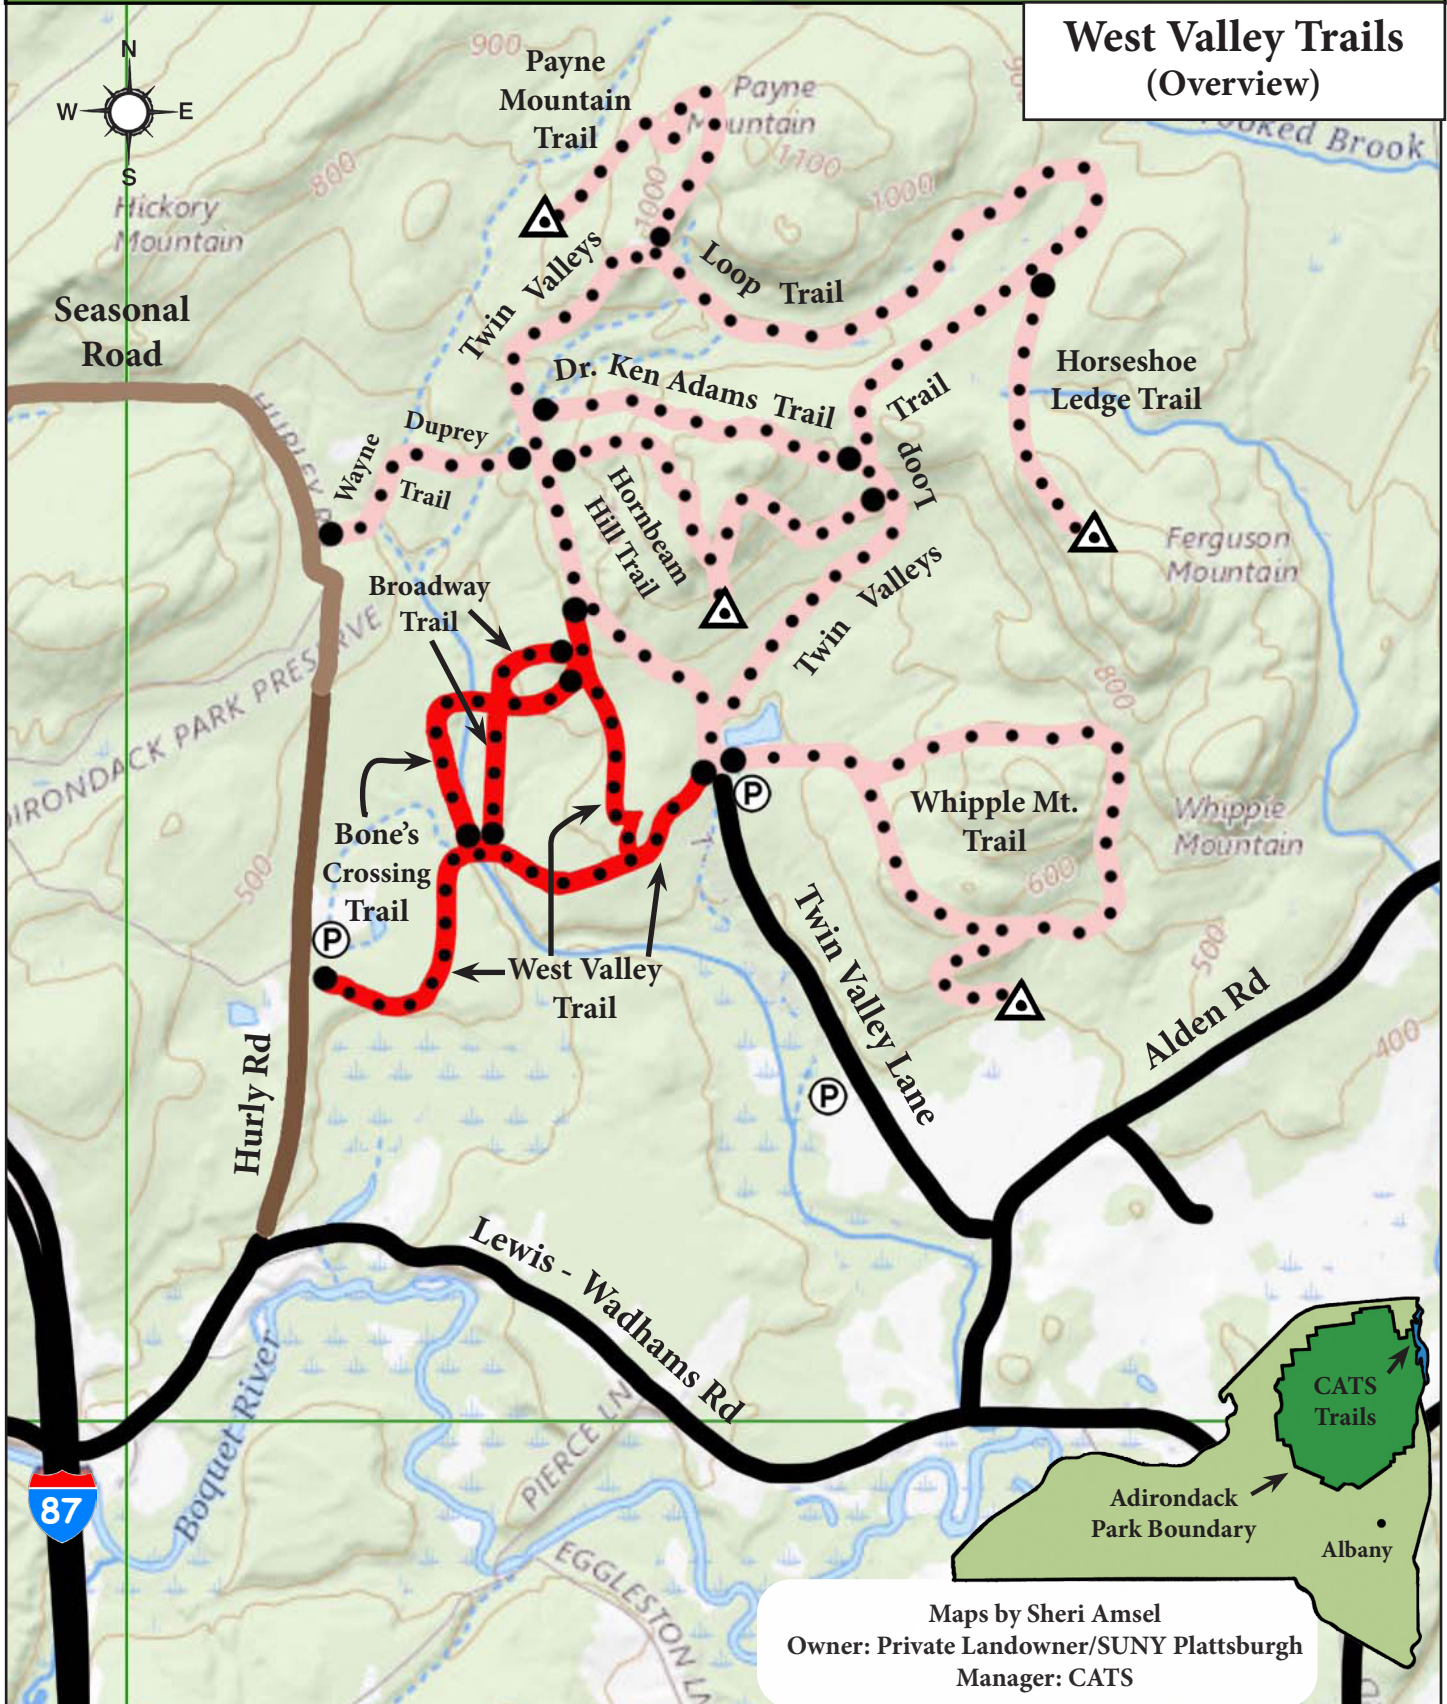 West Valley Trails
(Overview)
N
W
E
S
900
Payne
Mountain
Trail
Payne
Mountain
1100
1000
1000
800
Hickory
Mountain
Crooked Brook
Seasonal
Road
Twin Valleys
Loop Trail
Dr. Ken Adams Trail
Trail
Loop
Horseshoe
Ledge Trail
Wayne
Duprey
Trail
Hornbeam
Hill Trail
Ferguson
Mountain
Broadway
Trail
Twin Valleys
800
ADIRONDACK PARK PRESERVE
P
Whipple Mt.
Trail
Whipple
Mountain
600
Bone's
Crossing
Trail
500
P
West Valley
Trail
500
Twin Valley Lane
Alden Rd
400
Hurly Rd
P
Lewis - Wadhams Rd
Boquet River
PIERCE LN
EGGLESTON LN
87
CATS
Trails
Adirondack
Park Boundary
Albany
Maps by Sheri Amsel
Owner: Private Landowner/SUNY Plattsburgh
Manager: CATS